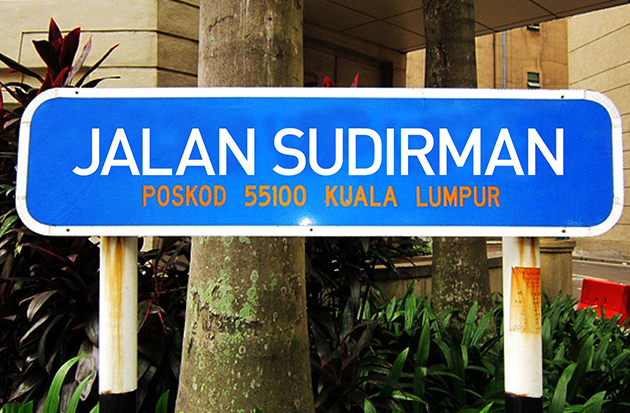 JALAN SUDIRMAN
POSKOD 55100 KUALA LUMPUR